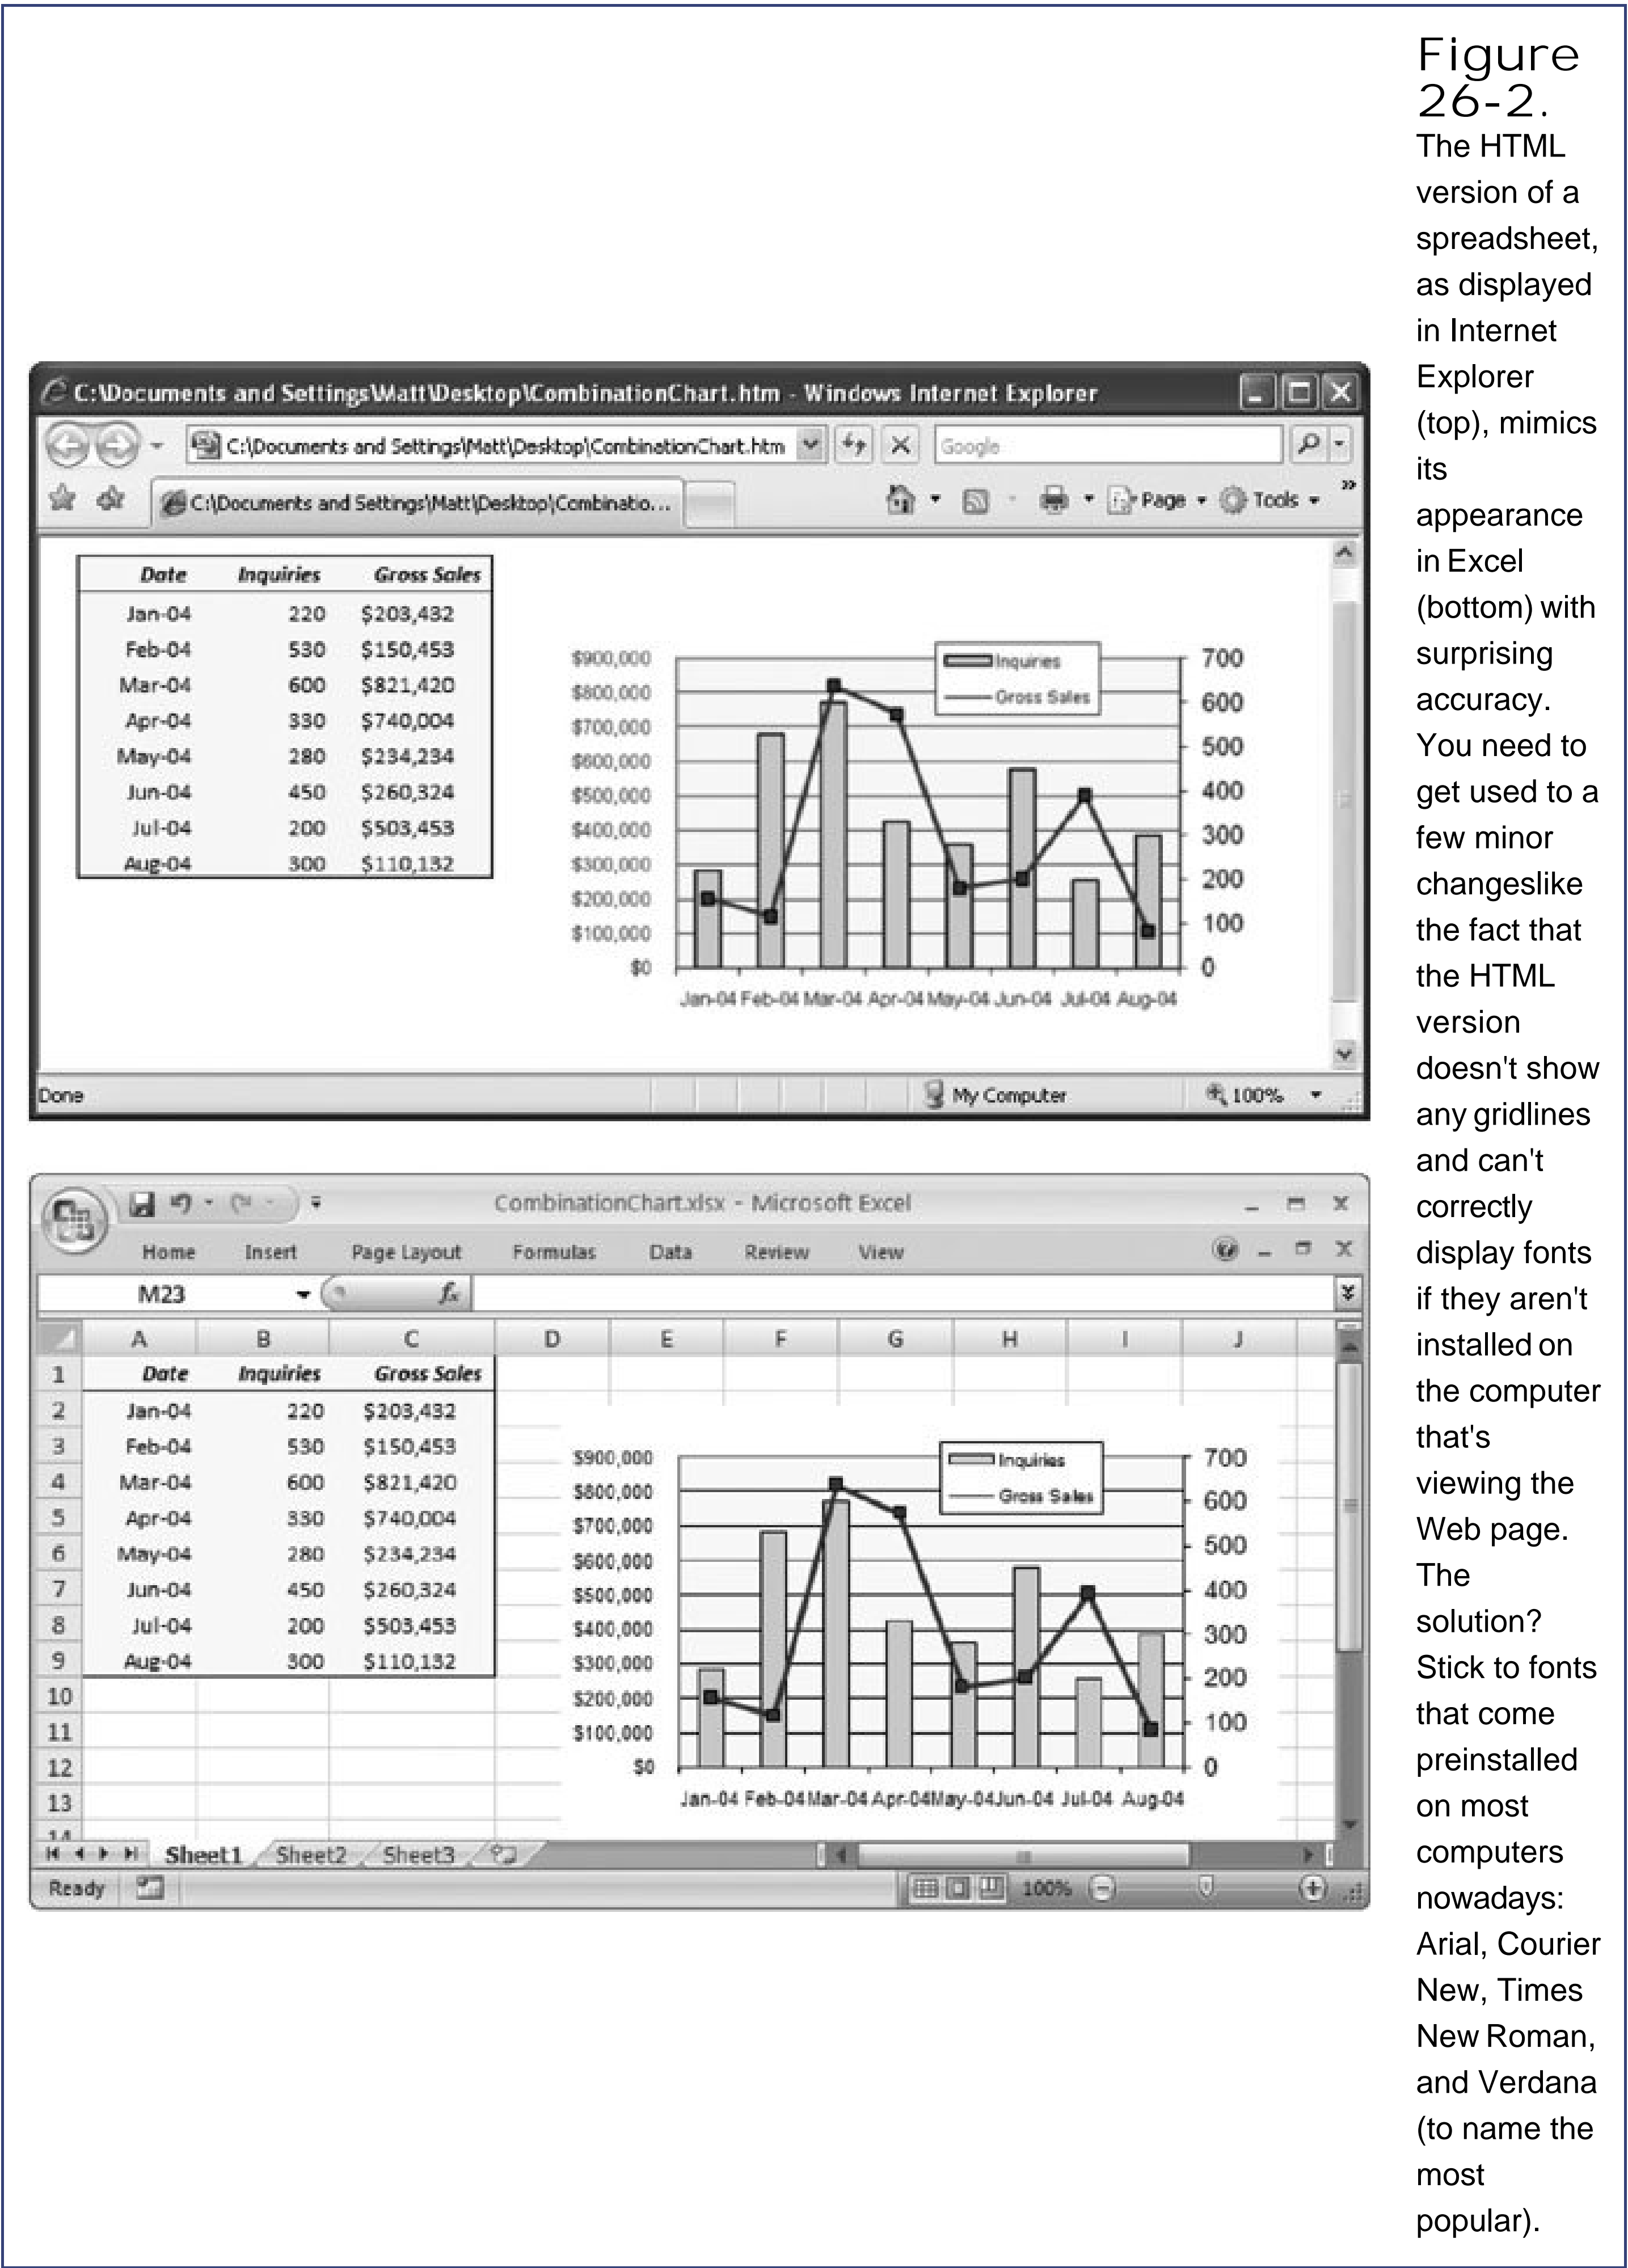 Figure
26-2.
The HTML
version of a
spreadsheet,
as displayed
in Internet
Explorer
(top), mimics
its
appearance
in Excel
(bottom) with
surprising
accuracy.
You need to
get used to a
few minor
changeslike
the fact that
the HTML
version
doesn't show
any gridlines
and can't
correctly
display fonts
if they aren't
installed on
the computer
that's
viewing the
Web page.
The
solution?
Stick to fonts
that come
preinstalled
on most
computers
nowadays:
Arial, Courier
New, Times
New Roman,
and Verdana
(to name the
most
popular).
C:\Documents and Settings\Matt\Desktop\CombinationChart.htm - Windows Internet Explorer
C:\Documents and Settings\Matt\Desktop\CombinationChart.htm Google
C:\Documents and Settings\Matt\Desktop\Combinatio... Page Tools »
Date Inquiries Gross Sales
Jan-04 220 $203,432
Feb-04 530 $150,453
Mar-04 600 $821,420
Apr-04 330 $740,004
May-04 280 $234,234
Jun-04 450 $260,324
Jul-04 200 $503,453
Aug-04 300 $110,132
Inquiries
Gross Sales
$900,000
$800,000
$700,000
$600,000
$500,000
$400,000
$300,000
$200,000
$100,000
$0
700
600
500
400
300
200
100
0
Jan-04 Feb-04 Mar-04 Apr-04 May-04 Jun-04 Jul-04 Aug-04
Done My Computer 100%
CombinationChart.xlsx - Microsoft Excel
Home Insert Page Layout Formulas Data Review View
M23 fx
A B C D E F G H I J
1 Date Inquiries Gross Sales
2 Jan-04 220 $203,432
3 Feb-04 530 $150,453
4 Mar-04 600 $821,420
5 Apr-04 330 $740,004
6 May-04 280 $234,234
7 Jun-04 450 $260,324
8 Jul-04 200 $503,453
9 Aug-04 300 $110,132
10
11
12
13
14
Inquiries
Gross Sales
$900,000
$800,000
$700,000
$600,000
$500,000
$400,000
$300,000
$200,000
$100,000
$0
700
600
500
400
300
200
100
0
Jan-04 Feb-04 Mar-04 Apr-04 May-04 Jun-04 Jul-04 Aug-04
Sheet1 Sheet2 Sheet3
Ready 100%